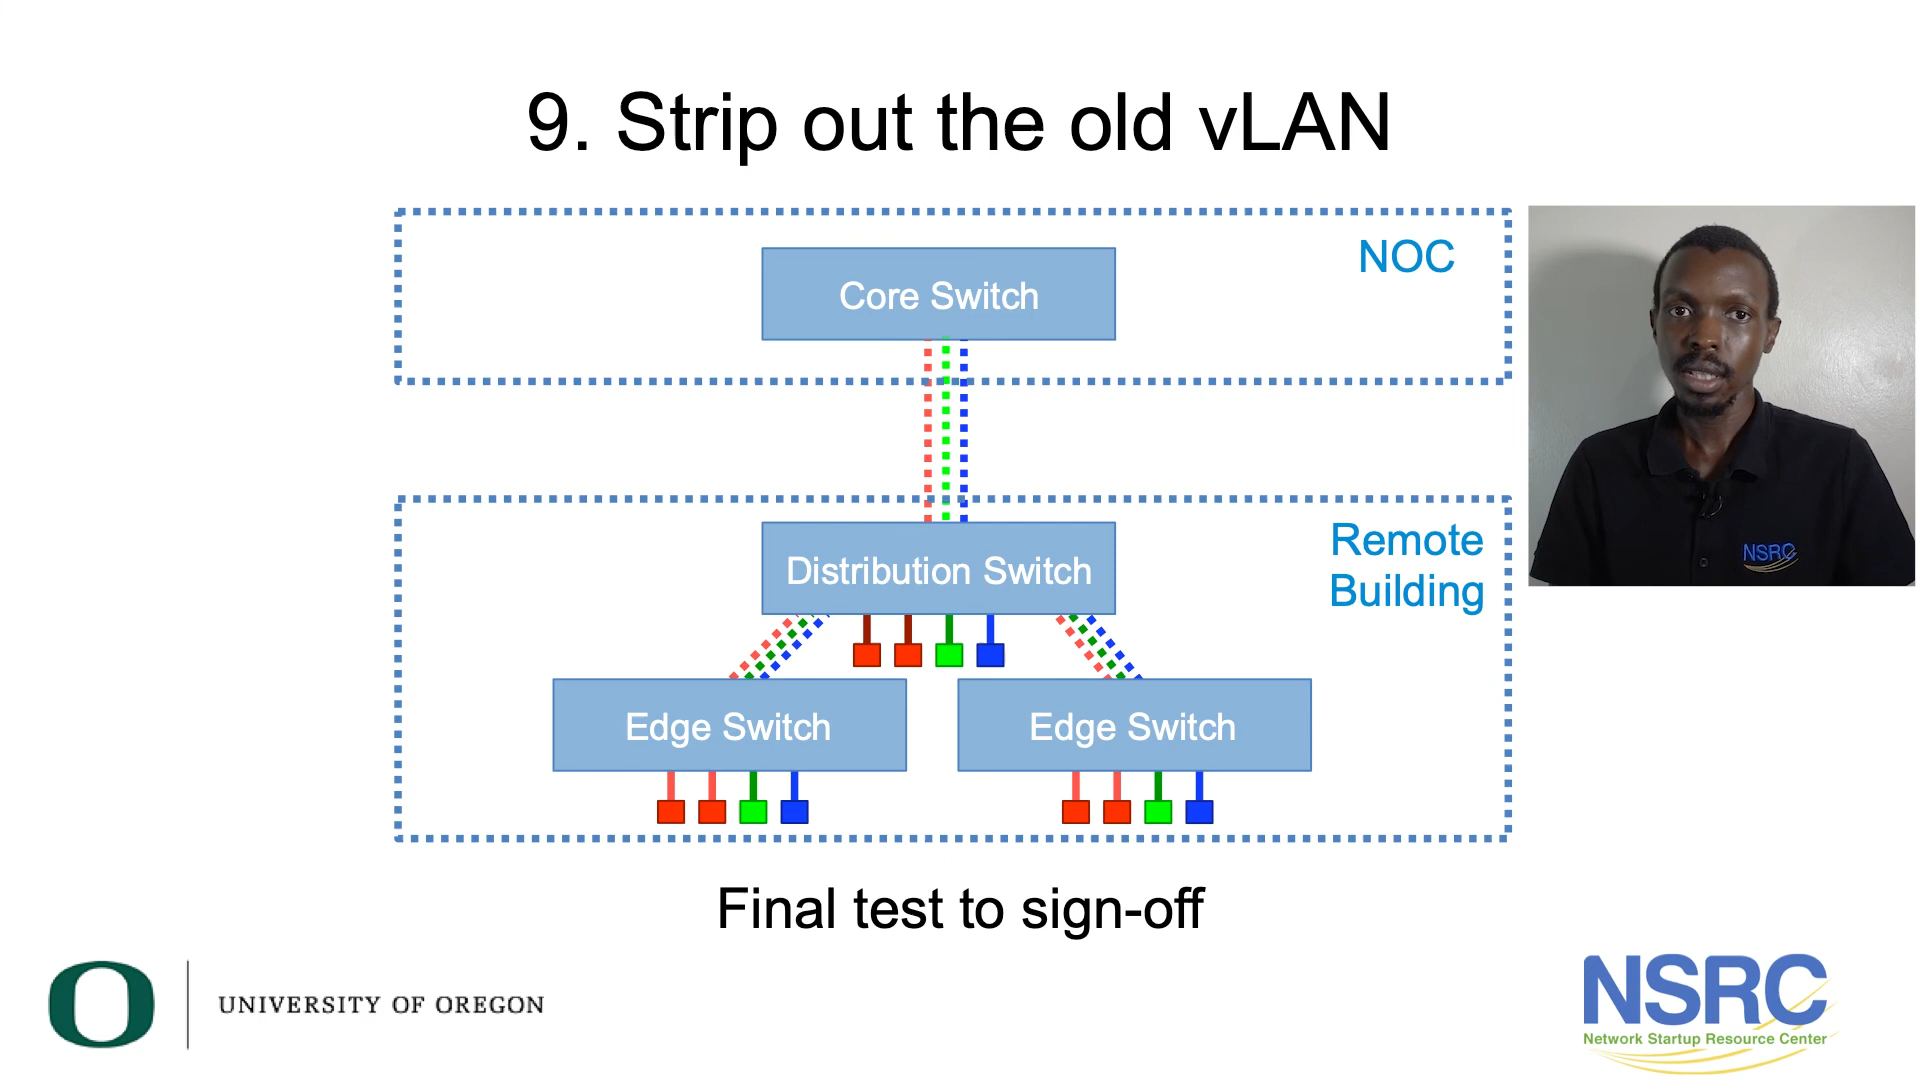 9. Strip out the old vLAN
NOC
Core Switch
Remote
Building
Distribution Switch
Edge Switch
Edge Switch
Final test to sign-off
NSRC
UNIVERSITY OF OREGON
NSRC
Network Startup Resource Center